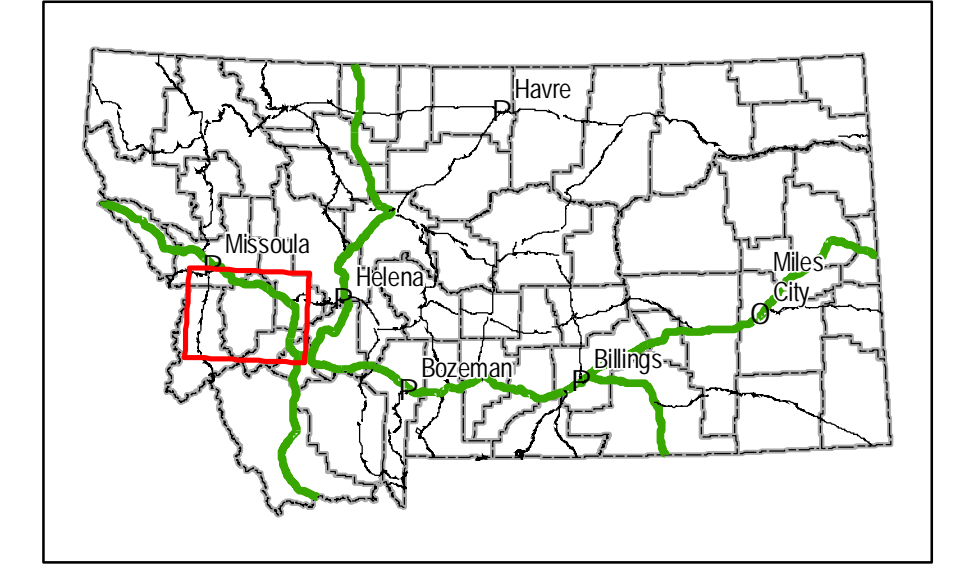 Havre
P
Missoula
P
Helena
P
Miles
City
O
Billings
P
Bozeman
P